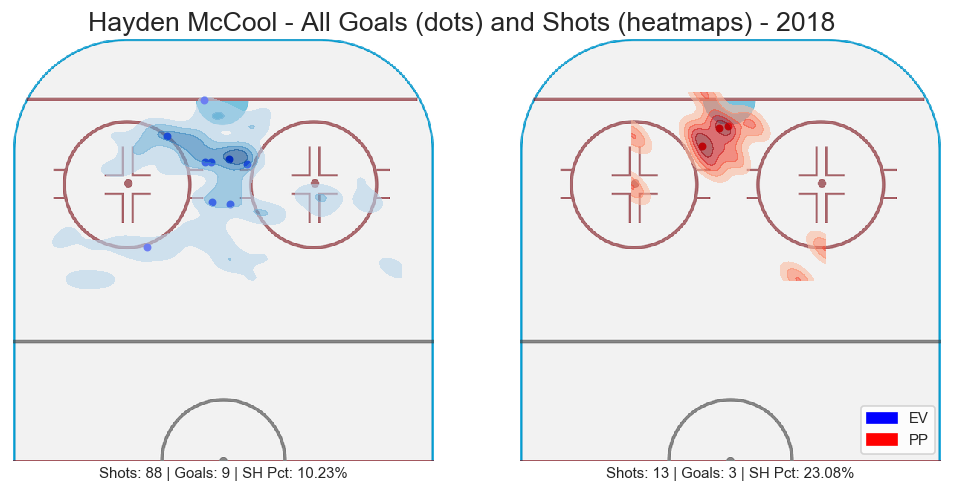 Hayden McCool - All Goals (dots) and Shots (heatmaps) - 2018
EV
PP
Shots: 88 | Goals: 9 | SH Pct: 10.23%
Shots: 13 | Goals: 3 | SH Pct: 23.08%